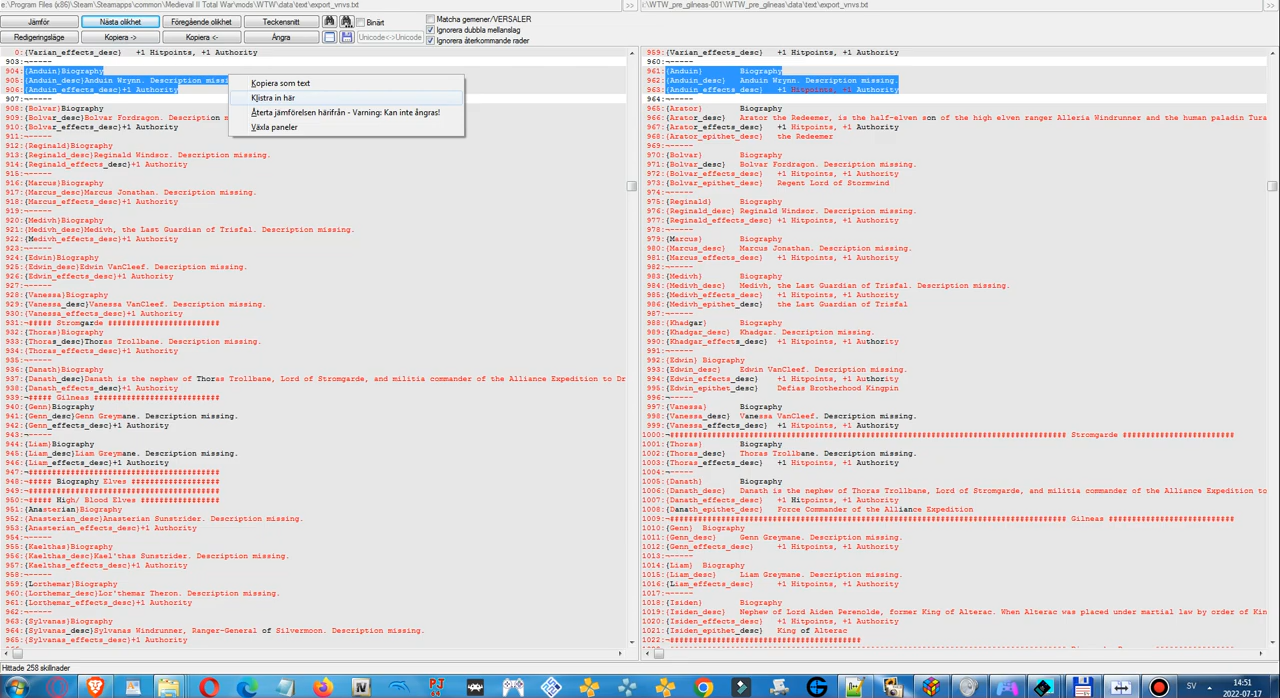 e:\Program Files (x86)\Steam\Steamapps\common\Medieval II Total War\mods\WTW\data\text\export_vnvs.txt
>>
c:\WTW_pre_gilneas-001\WTW_pre_gilneas\data\text\export_vnvs.txt
>>
Jämför
Nästa olikhet
Föregående olikhet
Teckensnitt
Binärt
Matcha gemener/VERSALER
Ignorera dubbla mellanslag
Redigeringsläge
Kopiera ->
Kopiera <-
Ångra
Unicode<->Unicode
Ignorera återkommande rader
0:{Varian_effects_desc} +1 Hitpoints, +1 Authority
903:¬-----
904:{Anduin}Biography
905:{Anduin_desc}Anduin Wrynn. Description missi
906:{Anduin_effects_desc}+1 Authority
907:¬-----
908:{Bolvar}Biography
909:{Bolvar_desc}Bolvar Fordragon. Description m
910:{Bolvar_effects_desc}+1 Authority
911:¬-----
912:{Reginald}Biography
913:{Reginald_desc}Reginald Windsor. Description missing.
914:{Reginald_effects_desc}+1 Authority
915:¬-----
916:{Marcus}Biography
917:{Marcus_desc}Marcus Jonathan. Description missing.
918:{Marcus_effects_desc}+1 Authority
919:¬-----
920:{Medivh}Biography
921:{Medivh_desc}Medivh, the Last Guardian of Trisfal. Description missing.
922:{Medivh_effects_desc}+1 Authority
923:¬-----
924:{Edwin}Biography
925:{Edwin_desc}Edwin VanCleef. Description missing.
926:{Edwin_effects_desc}+1 Authority
927:¬-----
928:{Vanessa}Biography
929:{Vanessa_desc}Vanessa VanCleef. Description missing.
930:{Vanessa_effects_desc}+1 Authority
931:¬##### Stromgarde ########################
932:{Thoras}Biography
933:{Thoras_desc}Thoras Trollbane. Description missing.
934:{Thoras_effects_desc}+1 Authority
935:¬-----
936:{Danath}Biography
937:{Danath_desc}Danath is the nephew of Thoras Trollbane, Lord of Stromgarde, and militia commander of the Alliance Expedition to Dr
938:{Danath_effects_desc}+1 Authority
939:¬##### Gilneas ###########################
940:{Genn}Biography
941:{Genn_desc}Genn Greymane. Description missing.
942:{Genn_effects_desc}+1 Authority
943:¬-----
944:{Liam}Biography
945:{Liam_desc}Liam Greymane. Description missing.
946:{Liam_effects_desc}+1 Authority
947:¬#########################################
948:¬##### Biography Elves ###################
949:¬#########################################
950:¬##### High/ Blood Elves #################
951:{Anasterian}Biography
952:{Anasterian_desc}Anasterian Sunstrider. Description missing.
953:{Anasterian_effects_desc}+1 Authority
954:¬-----
955:{Kaelthas}Biography
956:{Kaelthas_desc}Kael'thas Sunstrider. Description missing.
957:{Kaelthas_effects_desc}+1 Authority
958:¬-----
959:{Lorthemar}Biography
960:{Lorthemar_desc}Lor'themar Theron. Description missing.
961:{Lorthemar_effects_desc}+1 Authority
962:¬-----
963:{Sylvanas}Biography
964:{Sylvanas_desc}Sylvanas Windrunner, Ranger-General of Silvermoon. Description missing.
965:{Sylvanas_effects_desc}+1 Authority
Kopiera som text
Klistra in här
Återta jämförelsen härifrån - Varning: Kan inte ångras!
Växla paneler
959:{Varian_effects_desc} +1 Hitpoints, +1 Authority
960:¬-----
961:{Anduin} Biography
962:{Anduin_desc} Anduin Wrynn. Description missing.
963:{Anduin_effects_desc} +1 Hitpoints, +1 Authority
964:¬-----
965:{Arator} Biography
966:{Arator_desc} Arator the Redeemer, is the half-elven son of the high elven ranger Alleria Windrunner and the human paladin Tura
967:{Arator_effects_desc} +1 Hitpoints, +1 Authority
968:{Arator_epithet_desc} the Redeemer
969:¬-----
970:{Bolvar} Biography
971:{Bolvar_desc} Bolvar Fordragon. Description missing.
972:{Bolvar_effects_desc} +1 Hitpoints, +1 Authority
973:{Bolvar_epithet_desc} Regent Lord of Stormwind
974:¬-----
975:{Reginald} Biography
976:{Reginald_desc} Reginald Windsor. Description missing.
977:{Reginald_effects_desc} +1 Hitpoints, +1 Authority
978:¬-----
979:{Marcus} Biography
980:{Marcus_desc} Marcus Jonathan. Description missing.
981:{Marcus_effects_desc} +1 Hitpoints, +1 Authority
982:¬-----
983:{Medivh} Biography
984:{Medivh_desc} Medivh, the Last Guardian of Trisfal. Description missing.
985:{Medivh_effects_desc} +1 Hitpoints, +1 Authority
986:{Medivh_epithet_desc} the Last Guardian of Trisfal
987:¬-----
988:{Khadgar} Biography
989:{Khadgar_desc} Khadgar. Description missing.
990:{Khadgar_effects_desc} +1 Hitpoints, +1 Authority
991:¬-----
992:{Edwin} Biography
993:{Edwin_desc} Edwin VanCleef. Description missing.
994:{Edwin_effects_desc} +1 Hitpoints, +1 Authority
995:{Edwin_epithet_desc} Defias Brotherhood Kingpin
996:¬-----
997:{Vanessa} Biography
998:{Vanessa_desc} Vanessa VanCleef. Description missing.
999:{Vanessa_effects_desc} +1 Hitpoints, +1 Authority
1000:¬##################################################################################### Stromgarde ########################
1001:{Thoras} Biography
1002:{Thoras_desc} Thoras Trollbane. Description missing.
1003:{Thoras_effects_desc} +1 Hitpoints, +1 Authority
1004:¬-----
1005:{Danath} Biography
1006:{Danath_desc} Danath is the nephew of Thoras Trollbane, Lord of Stromgarde, and militia commander of the Alliance Expedition to
1007:{Danath_effects_desc} +1 Hitpoints, +1 Authority
1008:{Danath_epithet_desc} Force Commander of the Alliance Expedition
1009:¬##################################################################################### Gilneas ###########################
1010:{Genn} Biography
1011:{Genn_desc} Genn Greymane. Description missing.
1012:{Genn_effects_desc} +1 Hitpoints, +1 Authority
1013:¬-----
1014:{Liam} Biography
1015:{Liam_desc} Liam Greymane. Description missing.
1016:{Liam_effects_desc} +1 Hitpoints, +1 Authority
1017:¬-----
1018:{Isiden} Biography
1019:{Isiden_desc} Nephew of Lord Aiden Perenolde, former King of Alterac. When Alterac was placed under martial law by order of Kin
1020:{Isiden_effects_desc} +1 Hitpoints, +1 Authority
1021:{Isiden_epithet_desc} King of Alterac
1022:¬#########################################
Hittade 258 skillnader
SV
14:51
2022-07-17